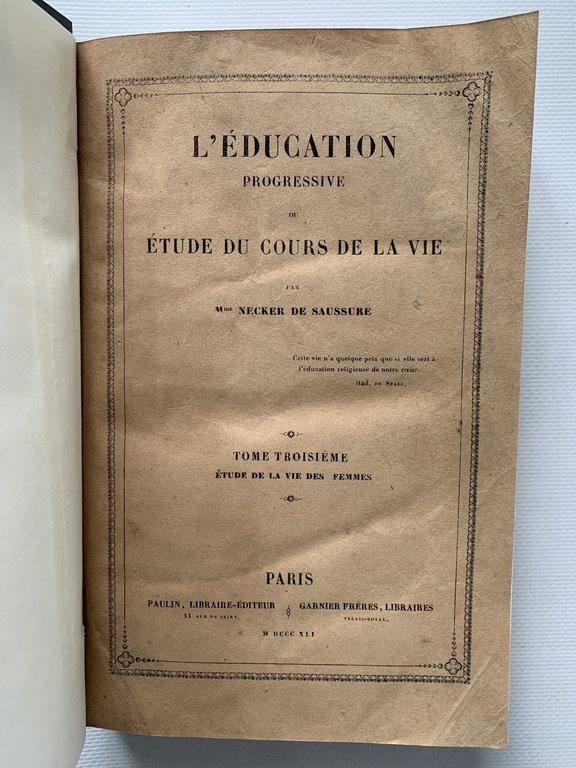 L'ÉDUCATION
PROGRESSIVE
OU
ÉTUDE DU COURS DE LA VIE
PAR
Mme NECKER DE SAUSSURE
Cette vie n'a quelque prix que si elle sert à
l'éducation religieuse de notre cœur.
Mad. DE STAEL.
TOME TROISIÈME
ÉTUDE DE LA VIE DES FEMMES
PARIS
PAULIN, LIBRAIRE-ÉDITEUR GARNIER FRÈRES, LIBRAIRES
33 RUE DE SEINE, PALAIS-ROYAL,
M DCCC XLI